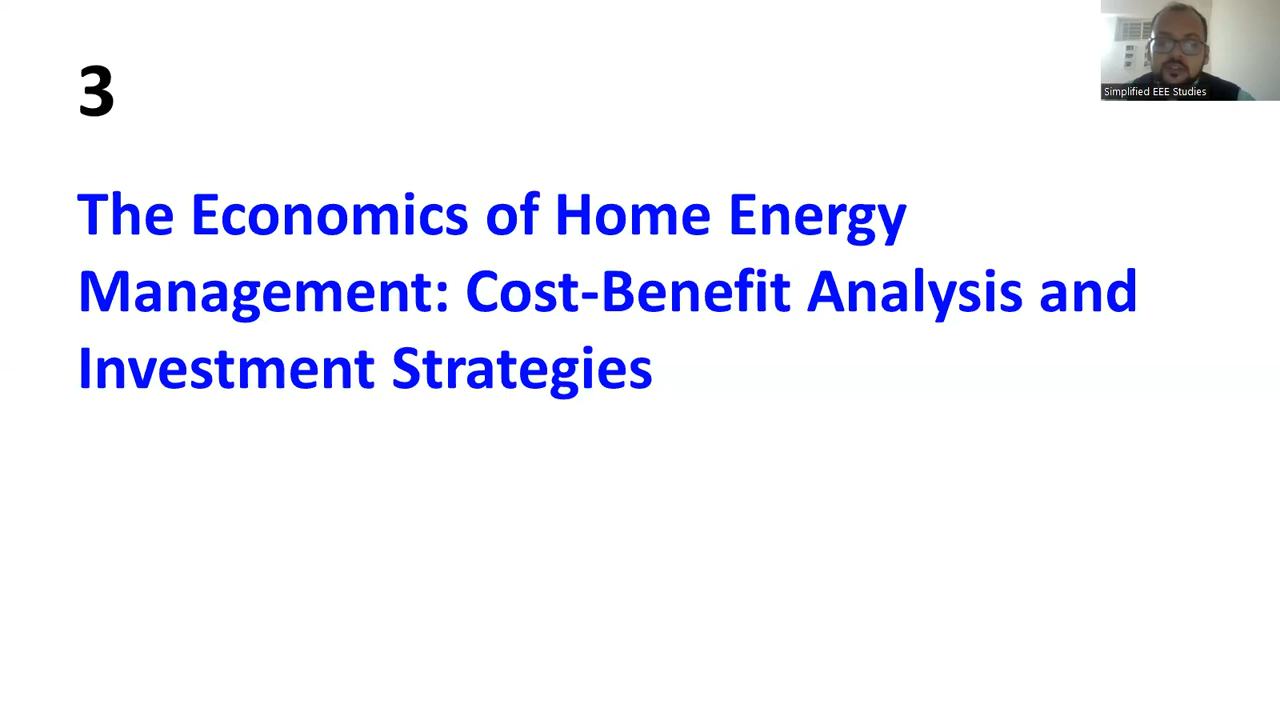 3
The Economics of Home Energy
Management: Cost-Benefit Analysis and
Investment Strategies
Simplified EEE Studies